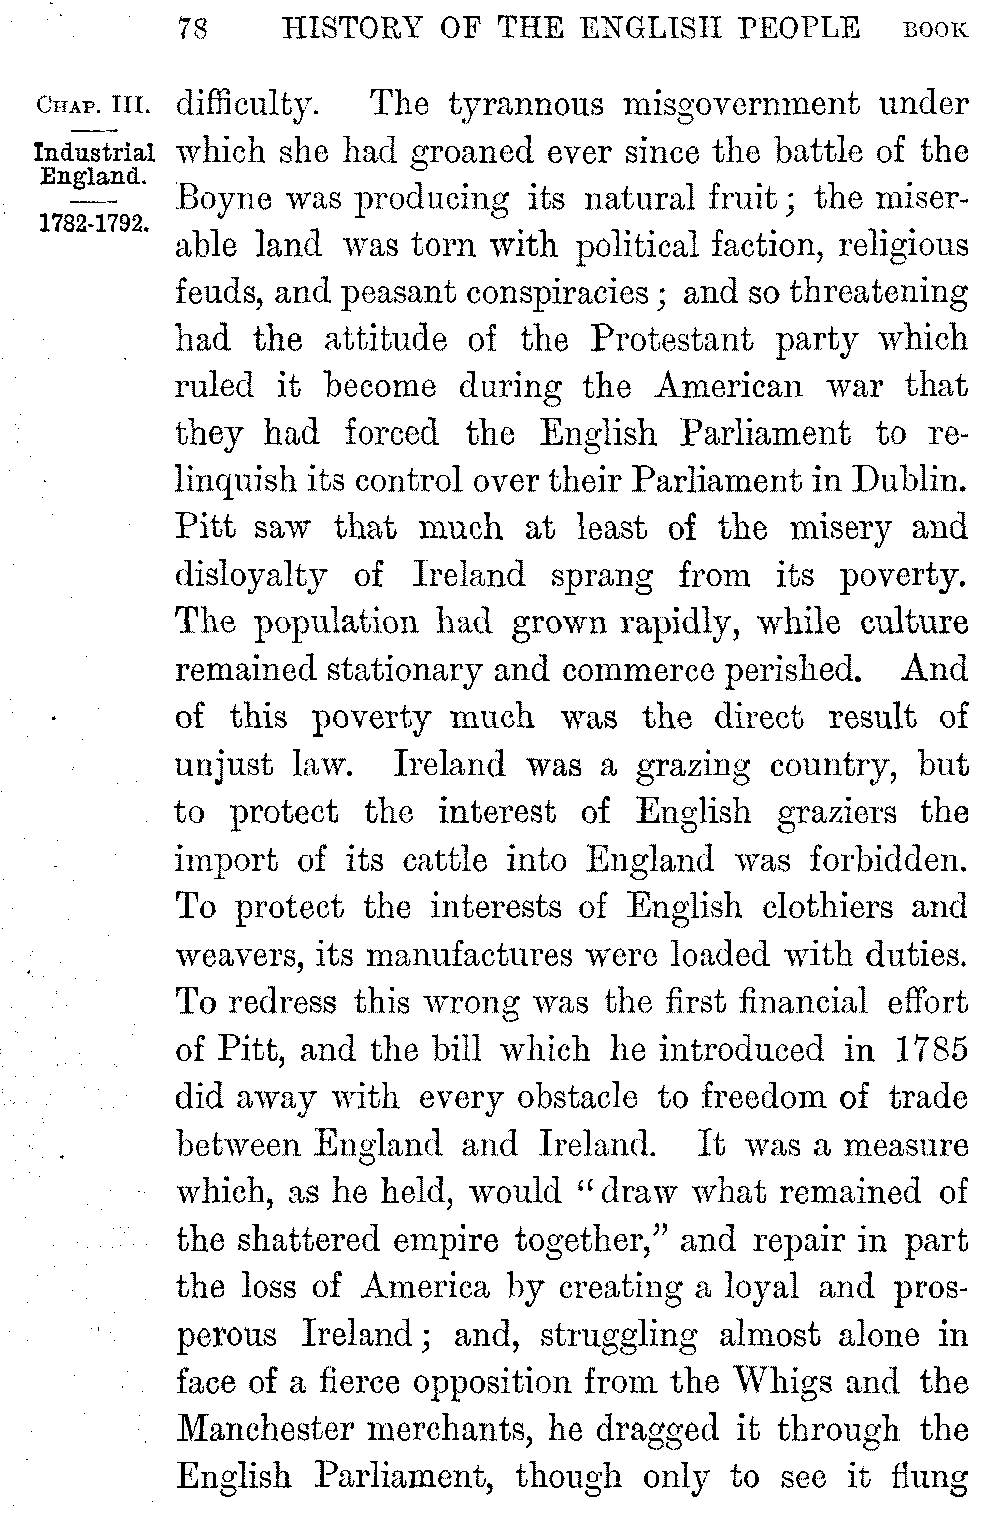 78 HISTORY OF THE ENGLISH PEOPLE BOOK
CHAP. III.
Industrial
England.
1782-1792.
difficulty. The tyrannous misgovernment under
which she had groaned ever since the battle of the
Boyne was producing its natural fruit; the miser-
able land was torn with political faction, religious
feuds, and peasant conspiracies; and so threatening
had the attitude of the Protestant party which
ruled it become during the American war that
they had forced the English Parliament to re-
linquish its control over their Parliament in Dublin.
Pitt saw that much at least of the misery and
disloyalty of Ireland sprang from its poverty.
The population had grown rapidly, while culture
remained stationary and commerce perished. And
of this poverty much was the direct result of
unjust law. Ireland was a grazing country, but
to protect the interest of English graziers the
import of its cattle into England was forbidden.
To protect the interests of English clothiers and
weavers, its manufactures were loaded with duties.
To redress this wrong was the first financial effort
of Pitt, and the bill which he introduced in 1785
did away with every obstacle to freedom of trade
between England and Ireland. It was a measure
which, as he held, would “draw what remained of
the shattered empire together,” and repair in part
the loss of America by creating a loyal and pros-
perous Ireland; and, struggling almost alone in
face of a fierce opposition from the Whigs and the
Manchester merchants, he dragged it through the
English Parliament, though only to see it flung